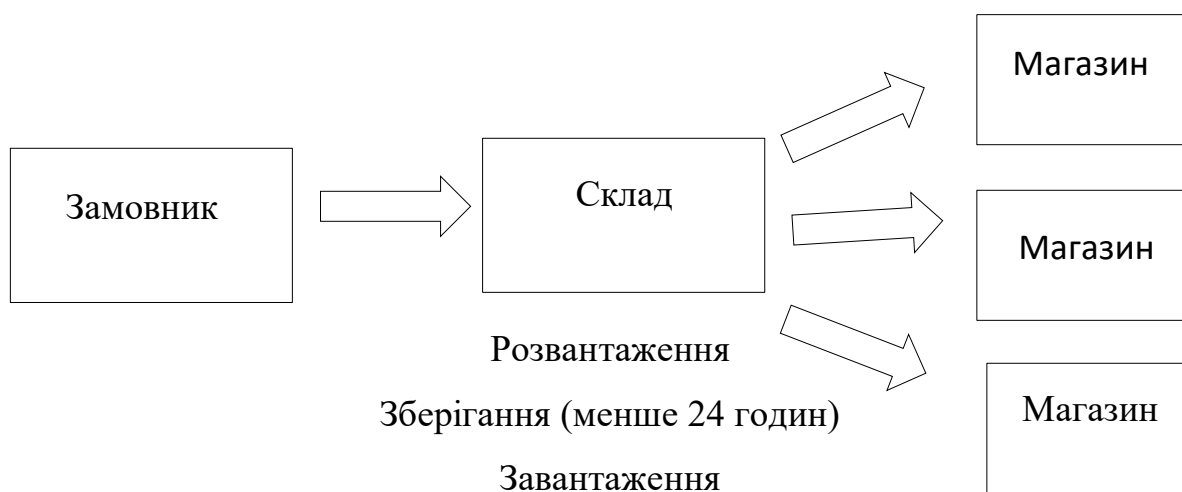 Замовник
Склад
Розвантаження
Зберігання (менше 24 годин)
Завантаження
Магазин
Магазин
Магазин